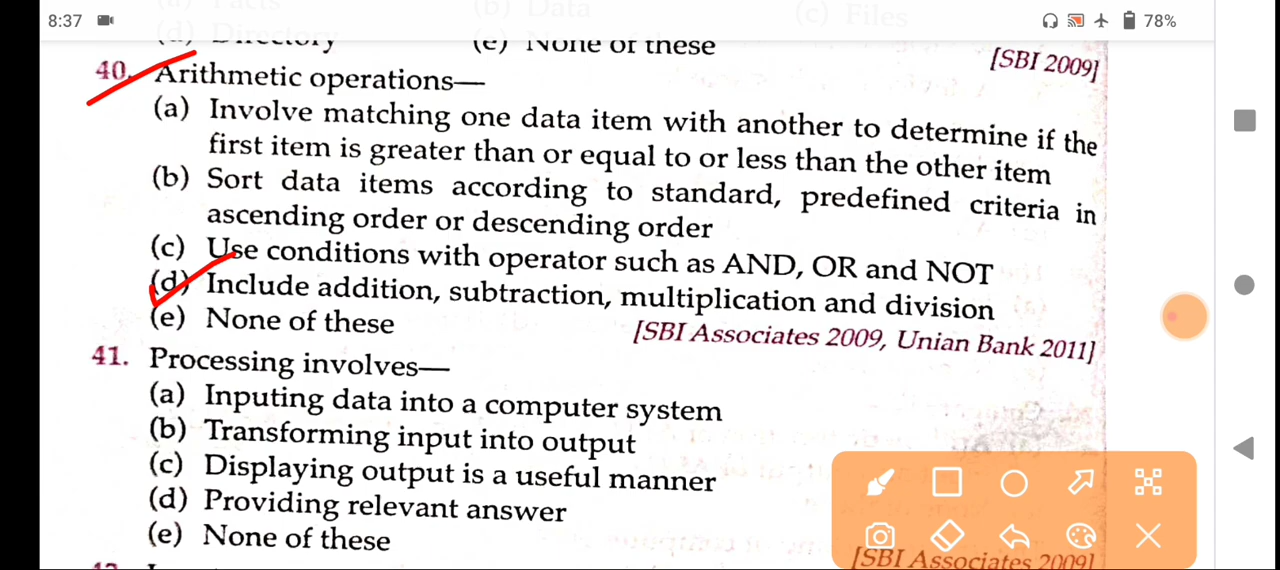 8:37
78%
(b) Data
(c) Files
(d) Directory
(e) None of these
[SBI 2009]
40. Arithmetic operations—
(a) Involve matching one data item with another to determine if the
first item is greater than or equal to or less than the other item
(b) Sort data items according to standard, predefined criteria in
ascending order or descending order
(c) Use conditions with operator such as AND, OR and NOT
(d) Include addition, subtraction, multiplication and division
(e) None of these
[SBI Associates 2009, Unian Bank 2011]
41. Processing involves—
(a) Inputing data into a computer system
(b) Transforming input into output
(c) Displaying output is a useful manner
(d) Providing relevant answer
(e) None of these
[SBI Associates 2009]